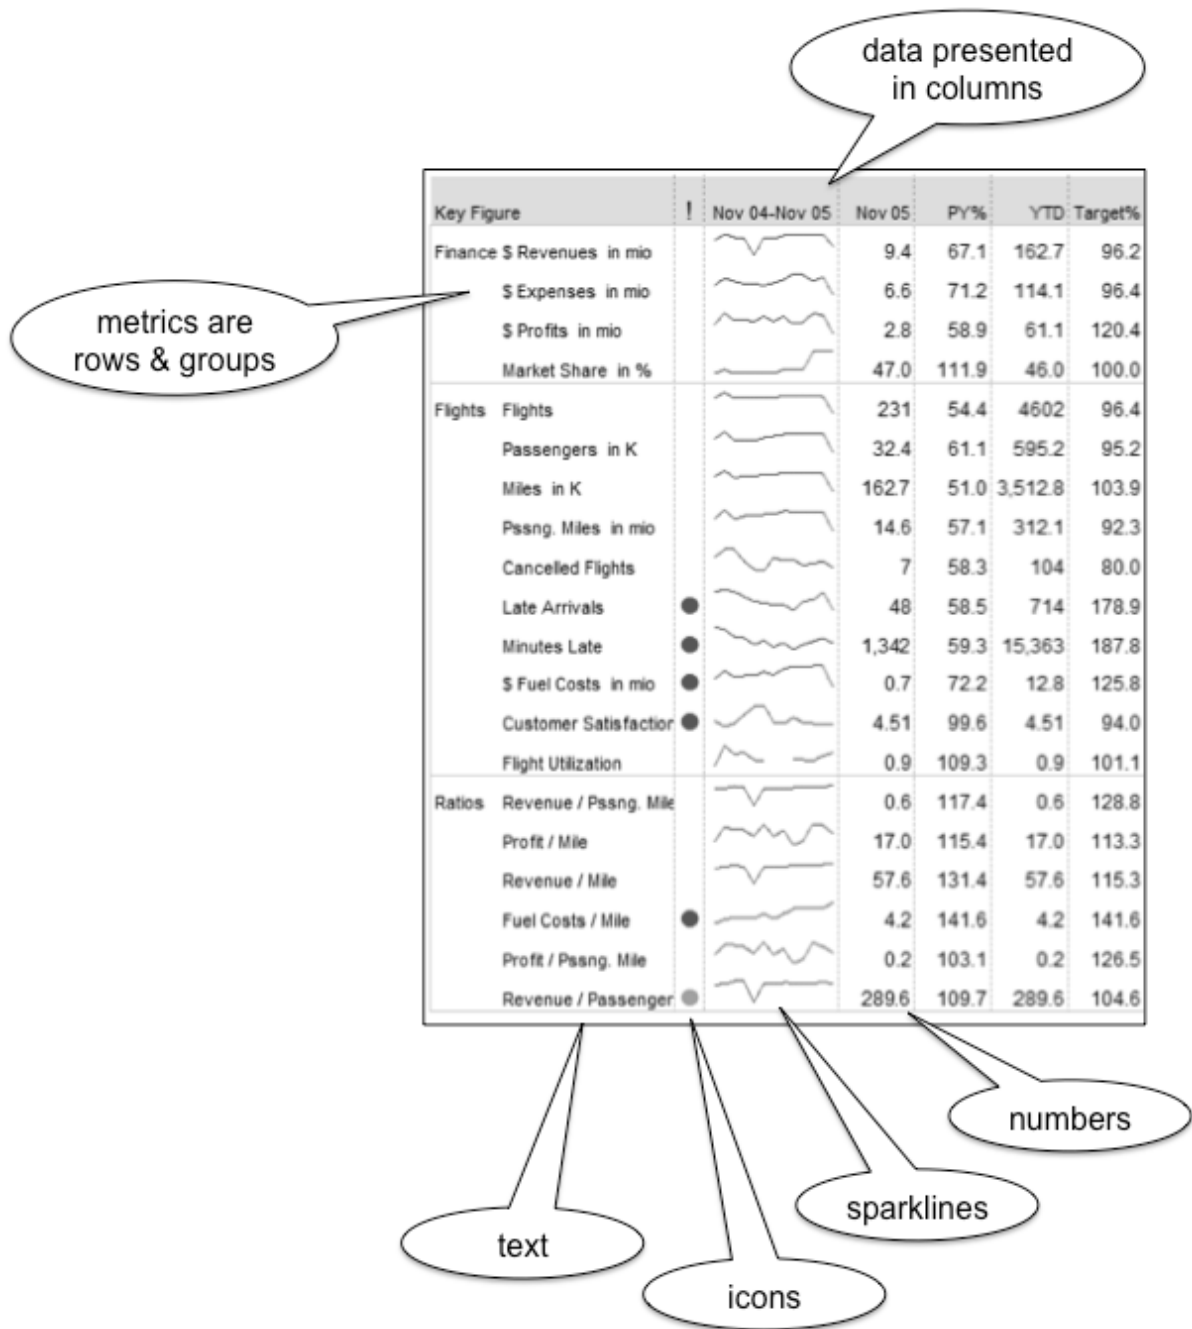 data presented
in columns
Key Figure ! Nov 04-Nov 05 Nov 05 PY% YTD Target%
Finance $ Revenues in mio 9.4 67.1 162.7 96.2
$ Expenses in mio 6.6 71.2 114.1 96.4
$ Profits in mio 2.8 58.9 61.1 120.4
Market Share in % 47.0 111.9 46.0 100.0
metrics are
rows & groups
Flights Flights 231 54.4 4602 96.4
Passengers in K 32.4 61.1 595.2 95.2
Miles in K 162.7 51.0 3,512.8 103.9
Pssng. Miles in mio 14.6 57.1 312.1 92.3
Cancelled Flights 7 58.3 104 80.0
Late Arrivals 48 58.5 714 178.9
Minutes Late 1,342 59.3 15,363 187.8
$ Fuel Costs in mio 0.7 72.2 12.8 125.8
Customer Satisfaction 4.51 99.6 4.51 94.0
Flight Utilization 0.9 109.3 0.9 101.1
Ratios Revenue / Pssng. Mile 0.6 117.4 0.6 128.8
Profit / Mile 17.0 115.4 17.0 113.3
Revenue / Mile 57.6 131.4 57.6 115.3
Fuel Costs / Mile 4.2 141.6 4.2 141.6
Profit / Pssng. Mile 0.2 103.1 0.2 126.5
Revenue / Passenger 289.6 109.7 289.6 104.6
numbers
sparklines
text
icons